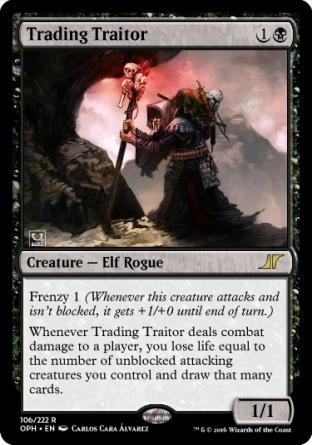 Trading Traitor 1
Creature — Elf Rogue
Frenzy 1 (Whenever this creature attacks and
isn't blocked, it gets +1/+0 until end of turn.)
Whenever Trading Traitor deals combat
damage to a player, you lose life equal to
the number of unblocked attacking
creatures you control and draw that many
cards.
1/1
106/222 R
OPH • EN CARLOS CARA ÁLVAREZ
™ & © 2016 Wizards of the Coast